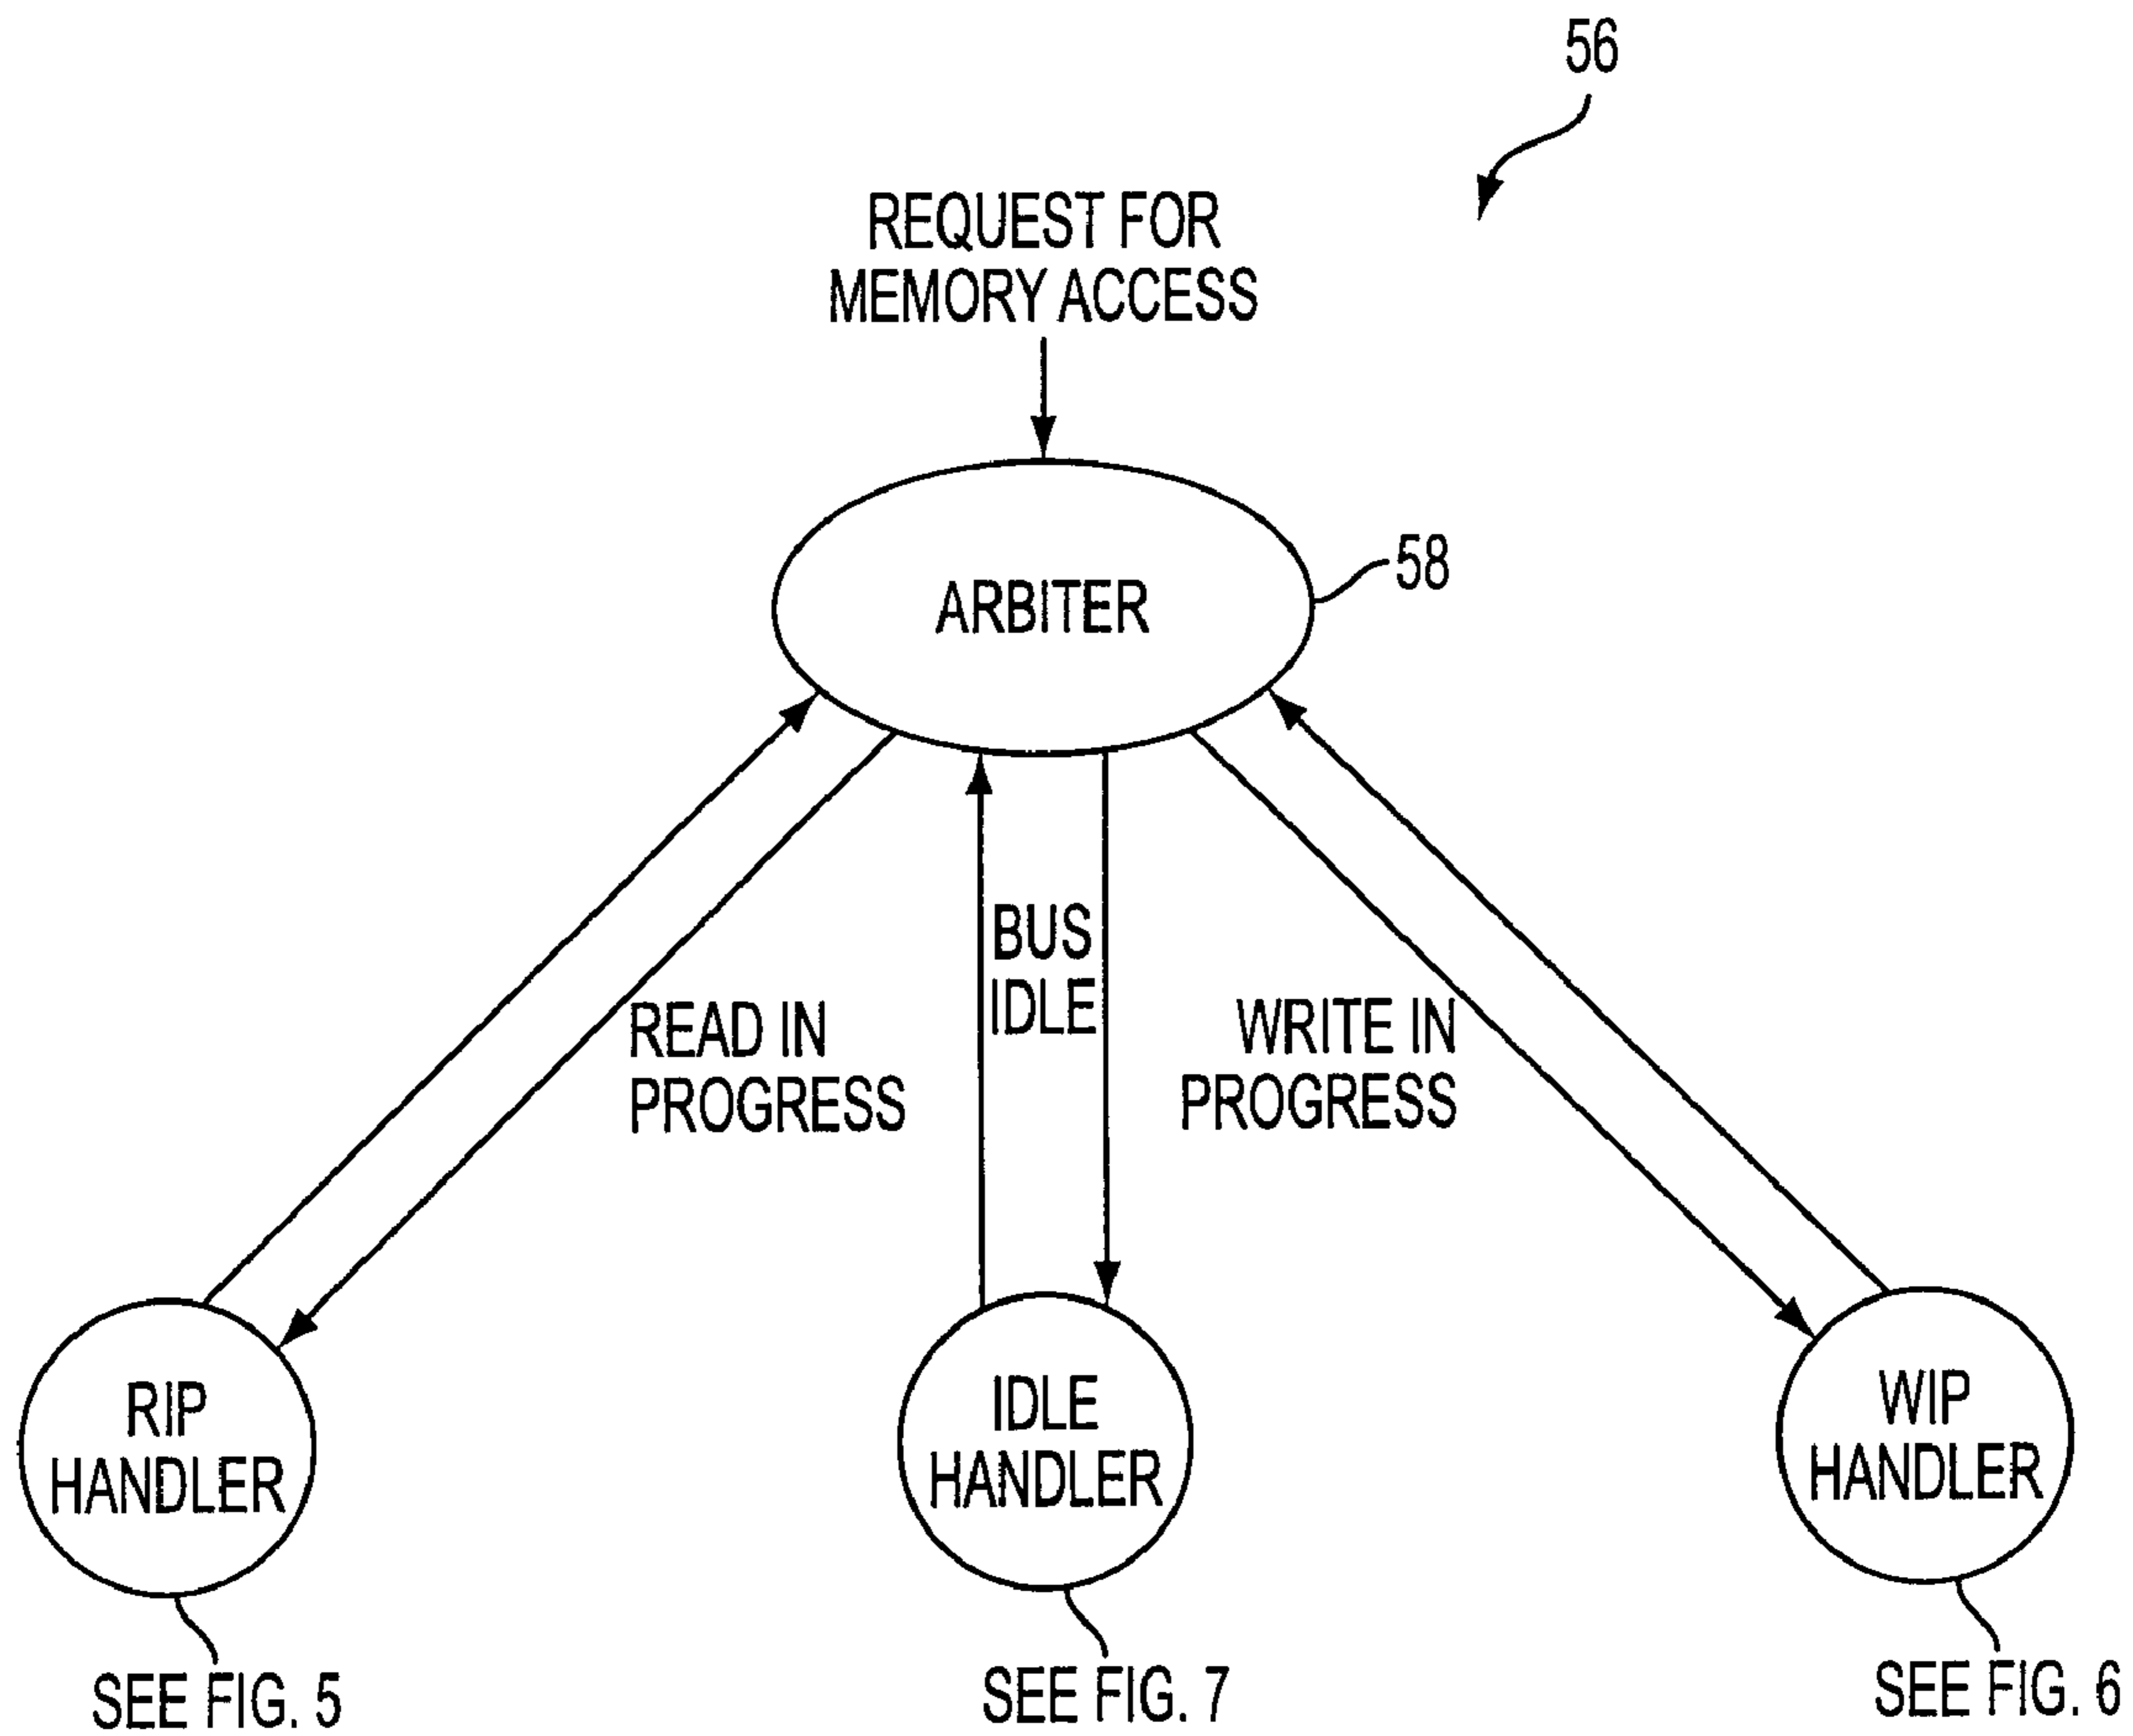 56
REQUEST FOR
MEMORY ACCESS
ARBITER
58
BUS
IDLE
READ IN
PROGRESS
WRITE IN
PROGRESS
RIP
HANDLER
IDLE
HANDLER
WIP
HANDLER
SEE FIG. 5
SEE FIG. 7
SEE FIG. 6